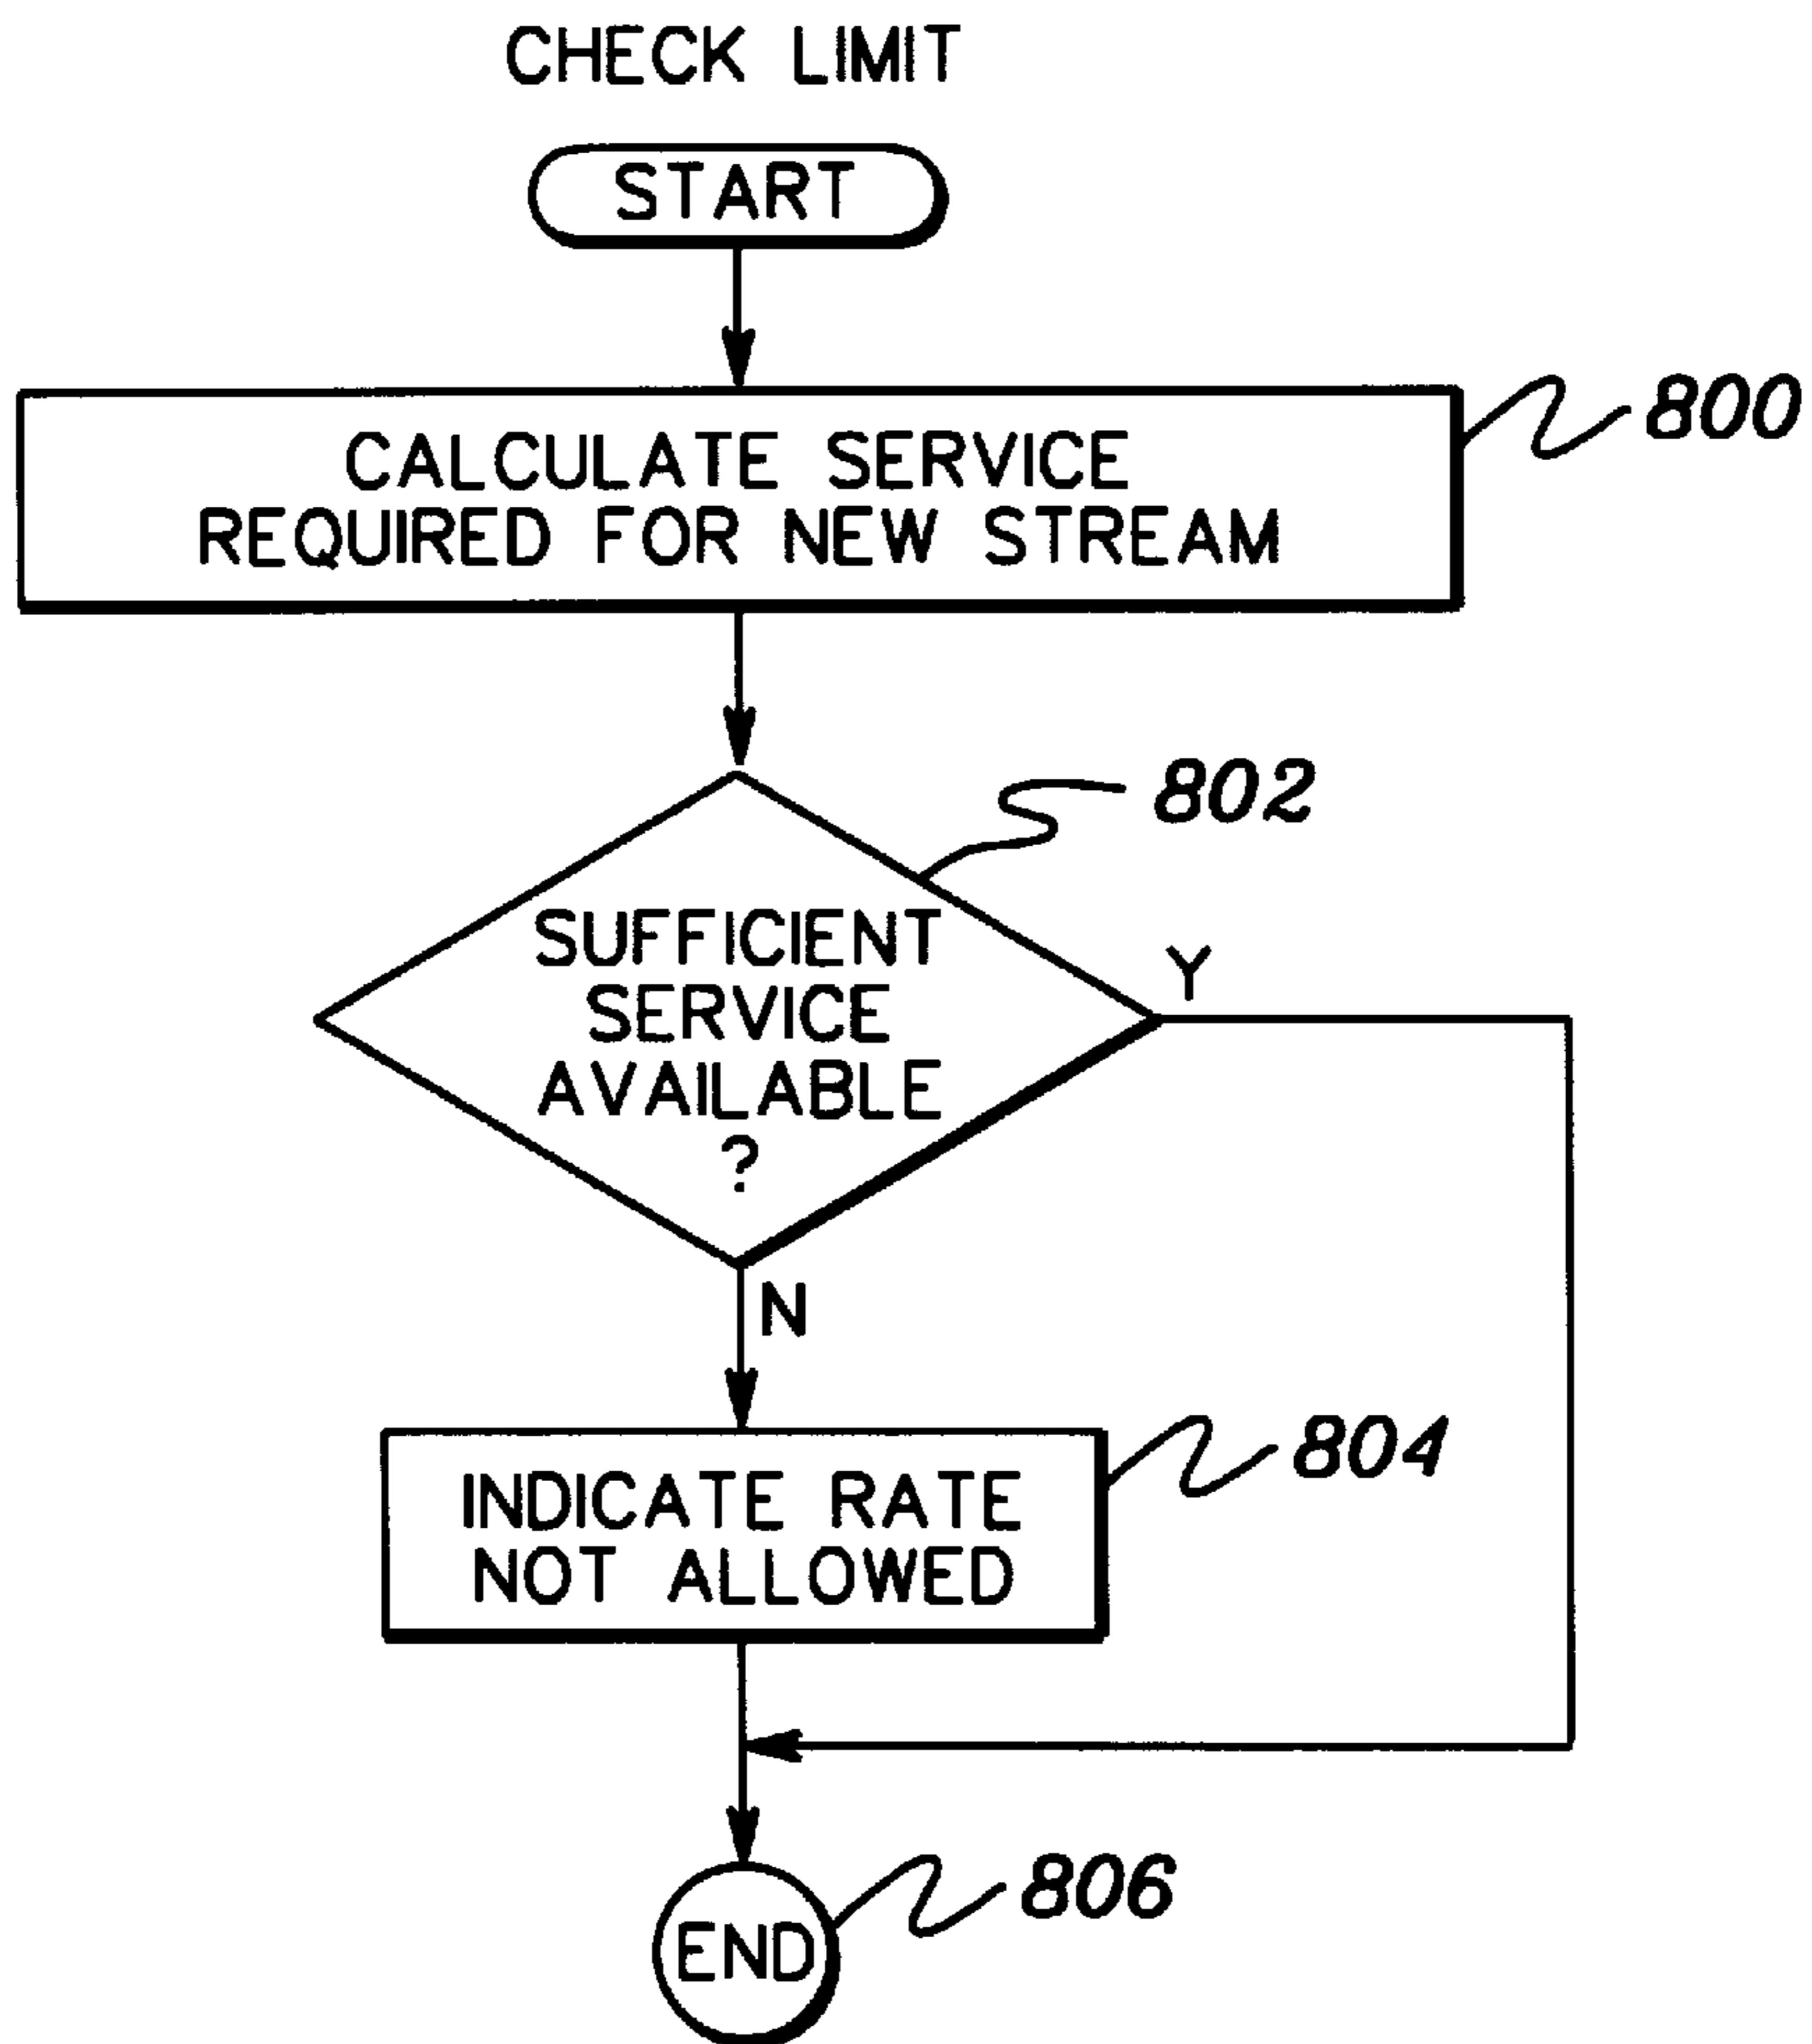 CHECK LIMIT
START
CALCULATE SERVICE
REQUIRED FOR NEW STREAM
800
802
SUFFICIENT
SERVICE
AVAILABLE
?
Y
N
INDICATE RATE
NOT ALLOWED
804
END
806